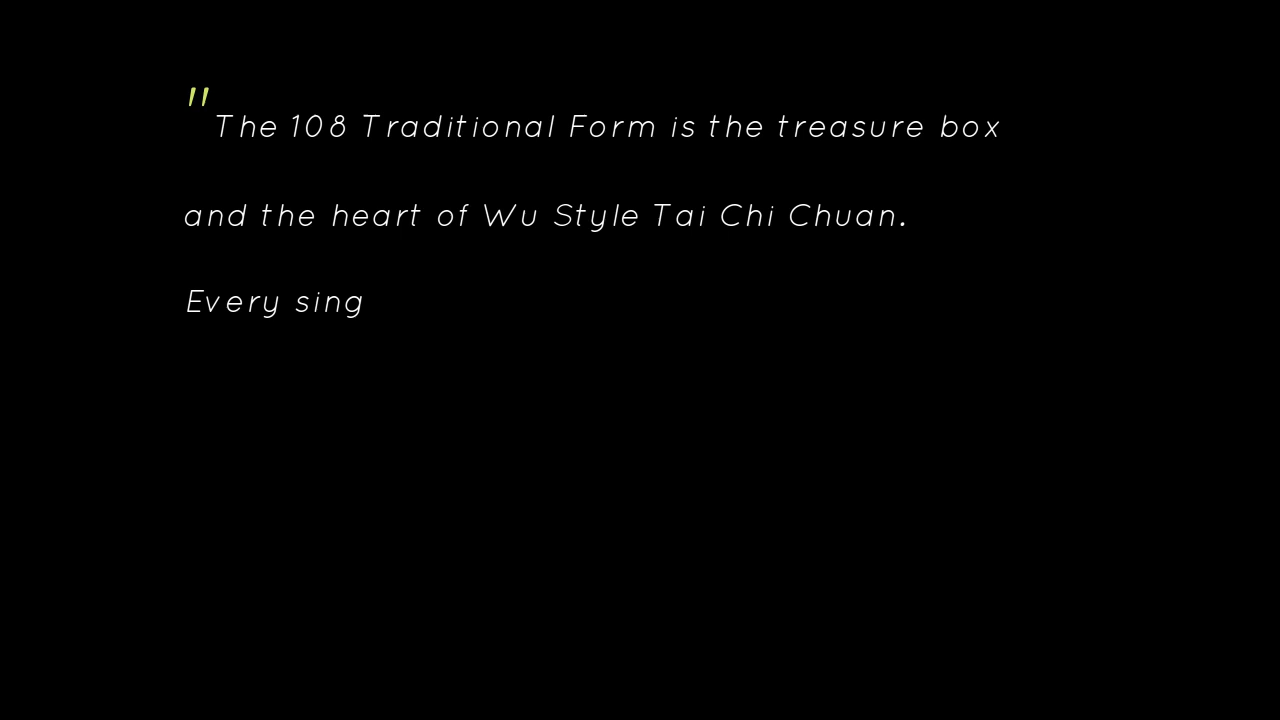 "The 108 Traditional Form is the treasure box
and the heart of Wu Style Tai Chi Chuan.
Every sing